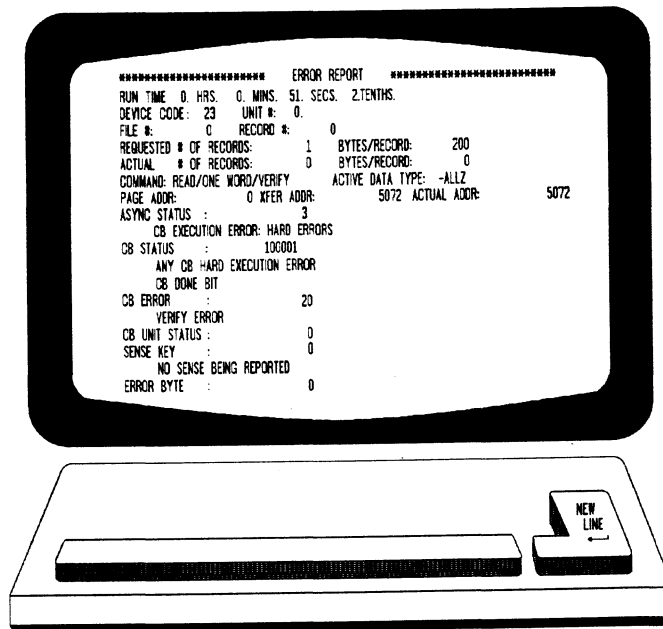 ************************ ERROR REPORT ***************************
RUN TIME 0. HRS. 0. MINS. 51. SECS. 2.TENTHS.
DEVICE CODE: 23 UNIT #: 0.
FILE #: 0 RECORD #: 0
REQUESTED # OF RECORDS: 1 BYTES/RECORD: 200
ACTUAL # OF RECORDS: 0 BYTES/RECORD: 0
COMMAND: READ/ONE WORD/VERIFY ACTIVE DATA TYPE: -ALLZ
PAGE ADDR: 0 XFER ADDR: 5072 ACTUAL ADDR: 5072
ASYNC STATUS : 3
CB EXECUTION ERROR: HARD ERRORS
CB STATUS : 100001
ANY CB HARD EXECUTION ERROR
CB DONE BIT
CB ERROR : 20
VERIFY ERROR
CB UNIT STATUS : 0
SENSE KEY : 0
NO SENSE BEING REPORTED
ERROR BYTE : 0
NEW
LINE